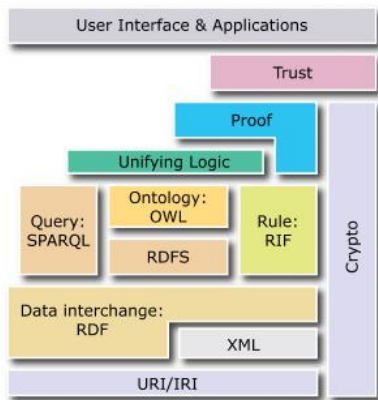 User Interface & Applications
Trust
Proof
Unifying Logic
Query:
SPARQL
Ontology:
OWL
RDFS
Rule:
RIF
Crypto
Data interchange:
RDF
XML
URI/IRI